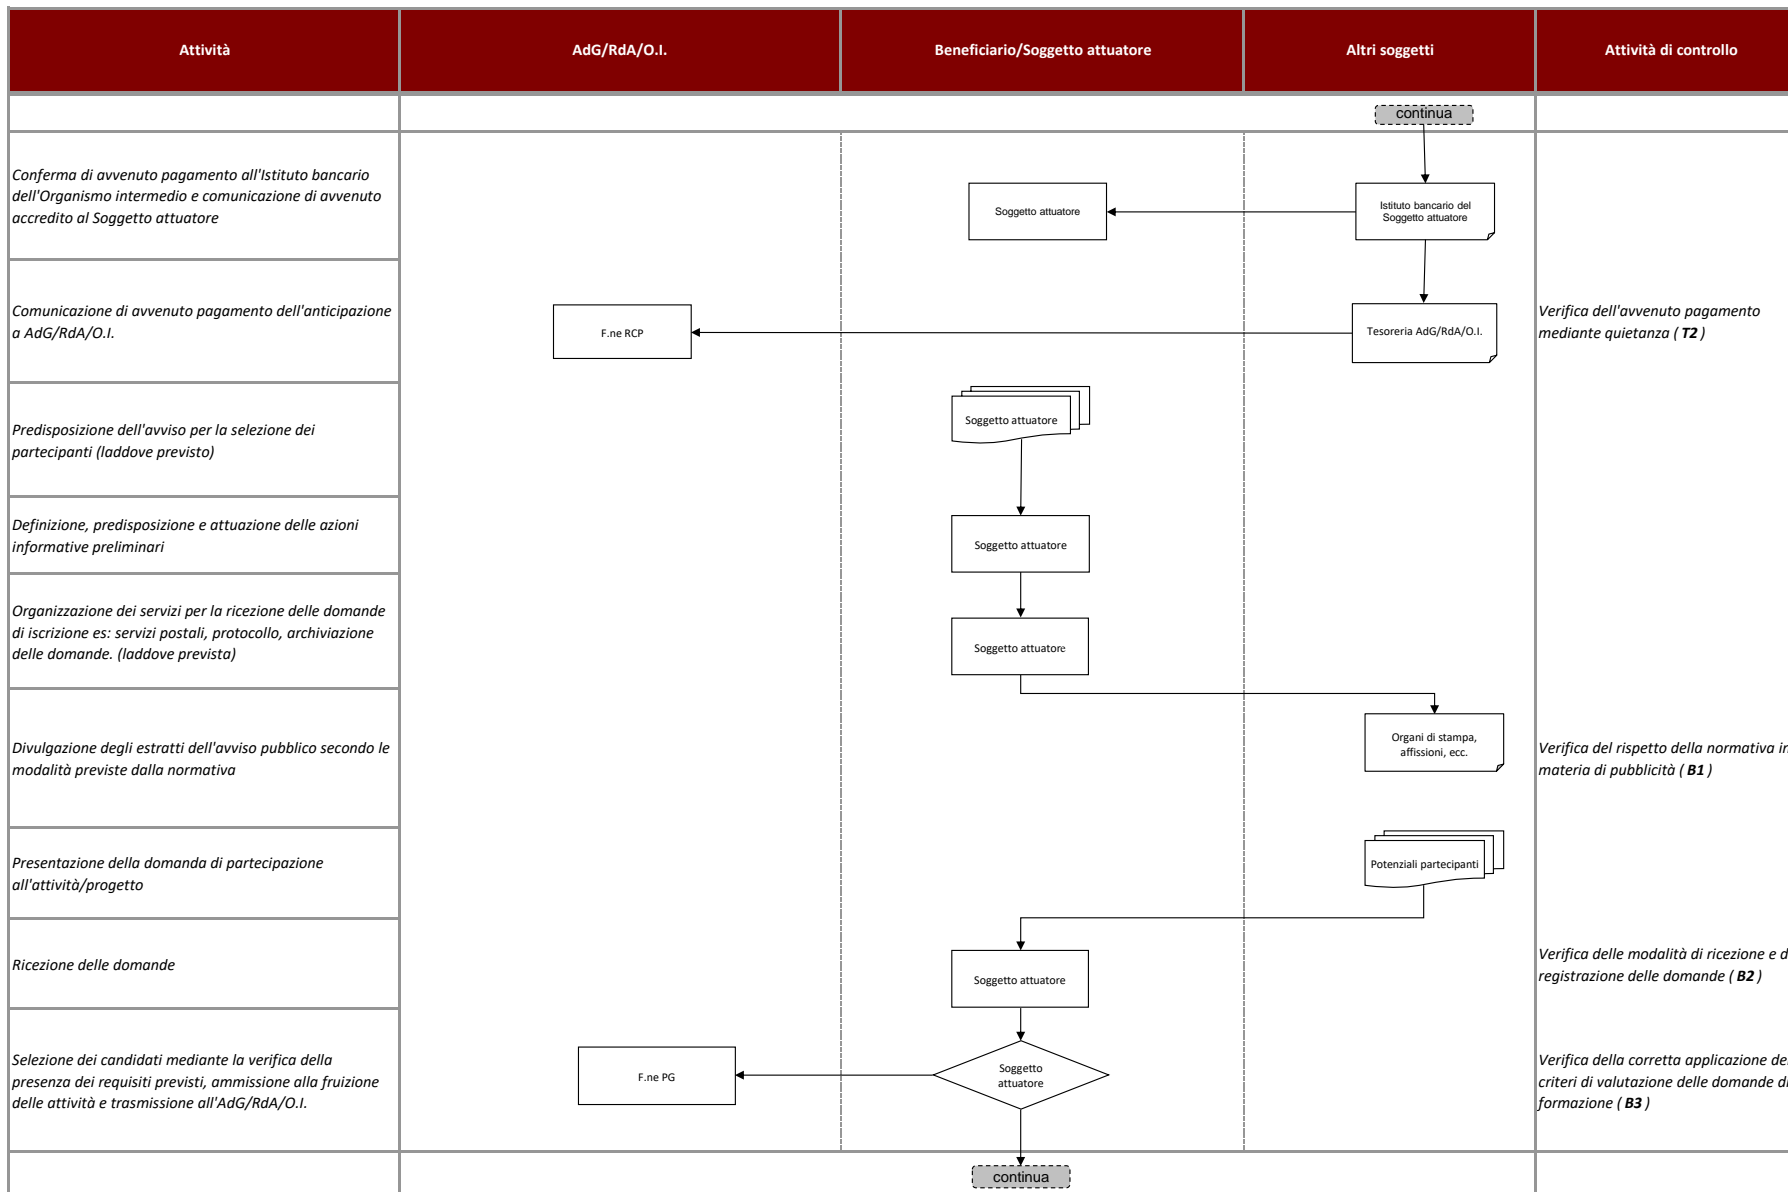 Attività
AdG/RdA/O.I.
Beneficiario/Soggetto attuatore
Altri soggetti
Attività di controllo
continua
Conferma di avvenuto pagamento all'Istituto bancario
dell'Organismo intermedio e comunicazione di avvenuto
accredito al Soggetto attuatore
Soggetto attuatore
Istituto bancario del
Soggetto attuatore
Comunicazione di avvenuto pagamento dell'anticipazione
a AdG/RdA/O.I.
F.ne RCP
Tesoreria AdG/RdA/O.I.
Verifica dell'avvenuto pagamento
mediante quietanza ( T2 )
Predisposizione dell'avviso per la selezione dei
partecipanti (laddove previsto)
Soggetto attuatore
Definizione, predisposizione e attuazione delle azioni
informative preliminari
Soggetto attuatore
Organizzazione dei servizi per la ricezione delle domande
di iscrizione es: servizi postali, protocollo, archiviazione
delle domande. (laddove prevista)
Soggetto attuatore
Divulgazione degli estratti dell'avviso pubblico secondo le
modalità previste dalla normativa
Organi di stampa,
affissioni, ecc.
Verifica del rispetto della normativa in
materia di pubblicità ( B1 )
Presentazione della domanda di partecipazione
all'attività/progetto
Potenziali partecipanti
Ricezione delle domande
Soggetto attuatore
Verifica delle modalità di ricezione e d
registrazione delle domande ( B2 )
Selezione dei candidati mediante la verifica della
presenza dei requisiti previsti, ammissione alla fruizione
delle attività e trasmissione all'AdG/RdA/O.I.
F.ne PG
Soggetto
attuatore
Verifica della corretta applicazione de
criteri di valutazione delle domande di
formazione ( B3 )
continua